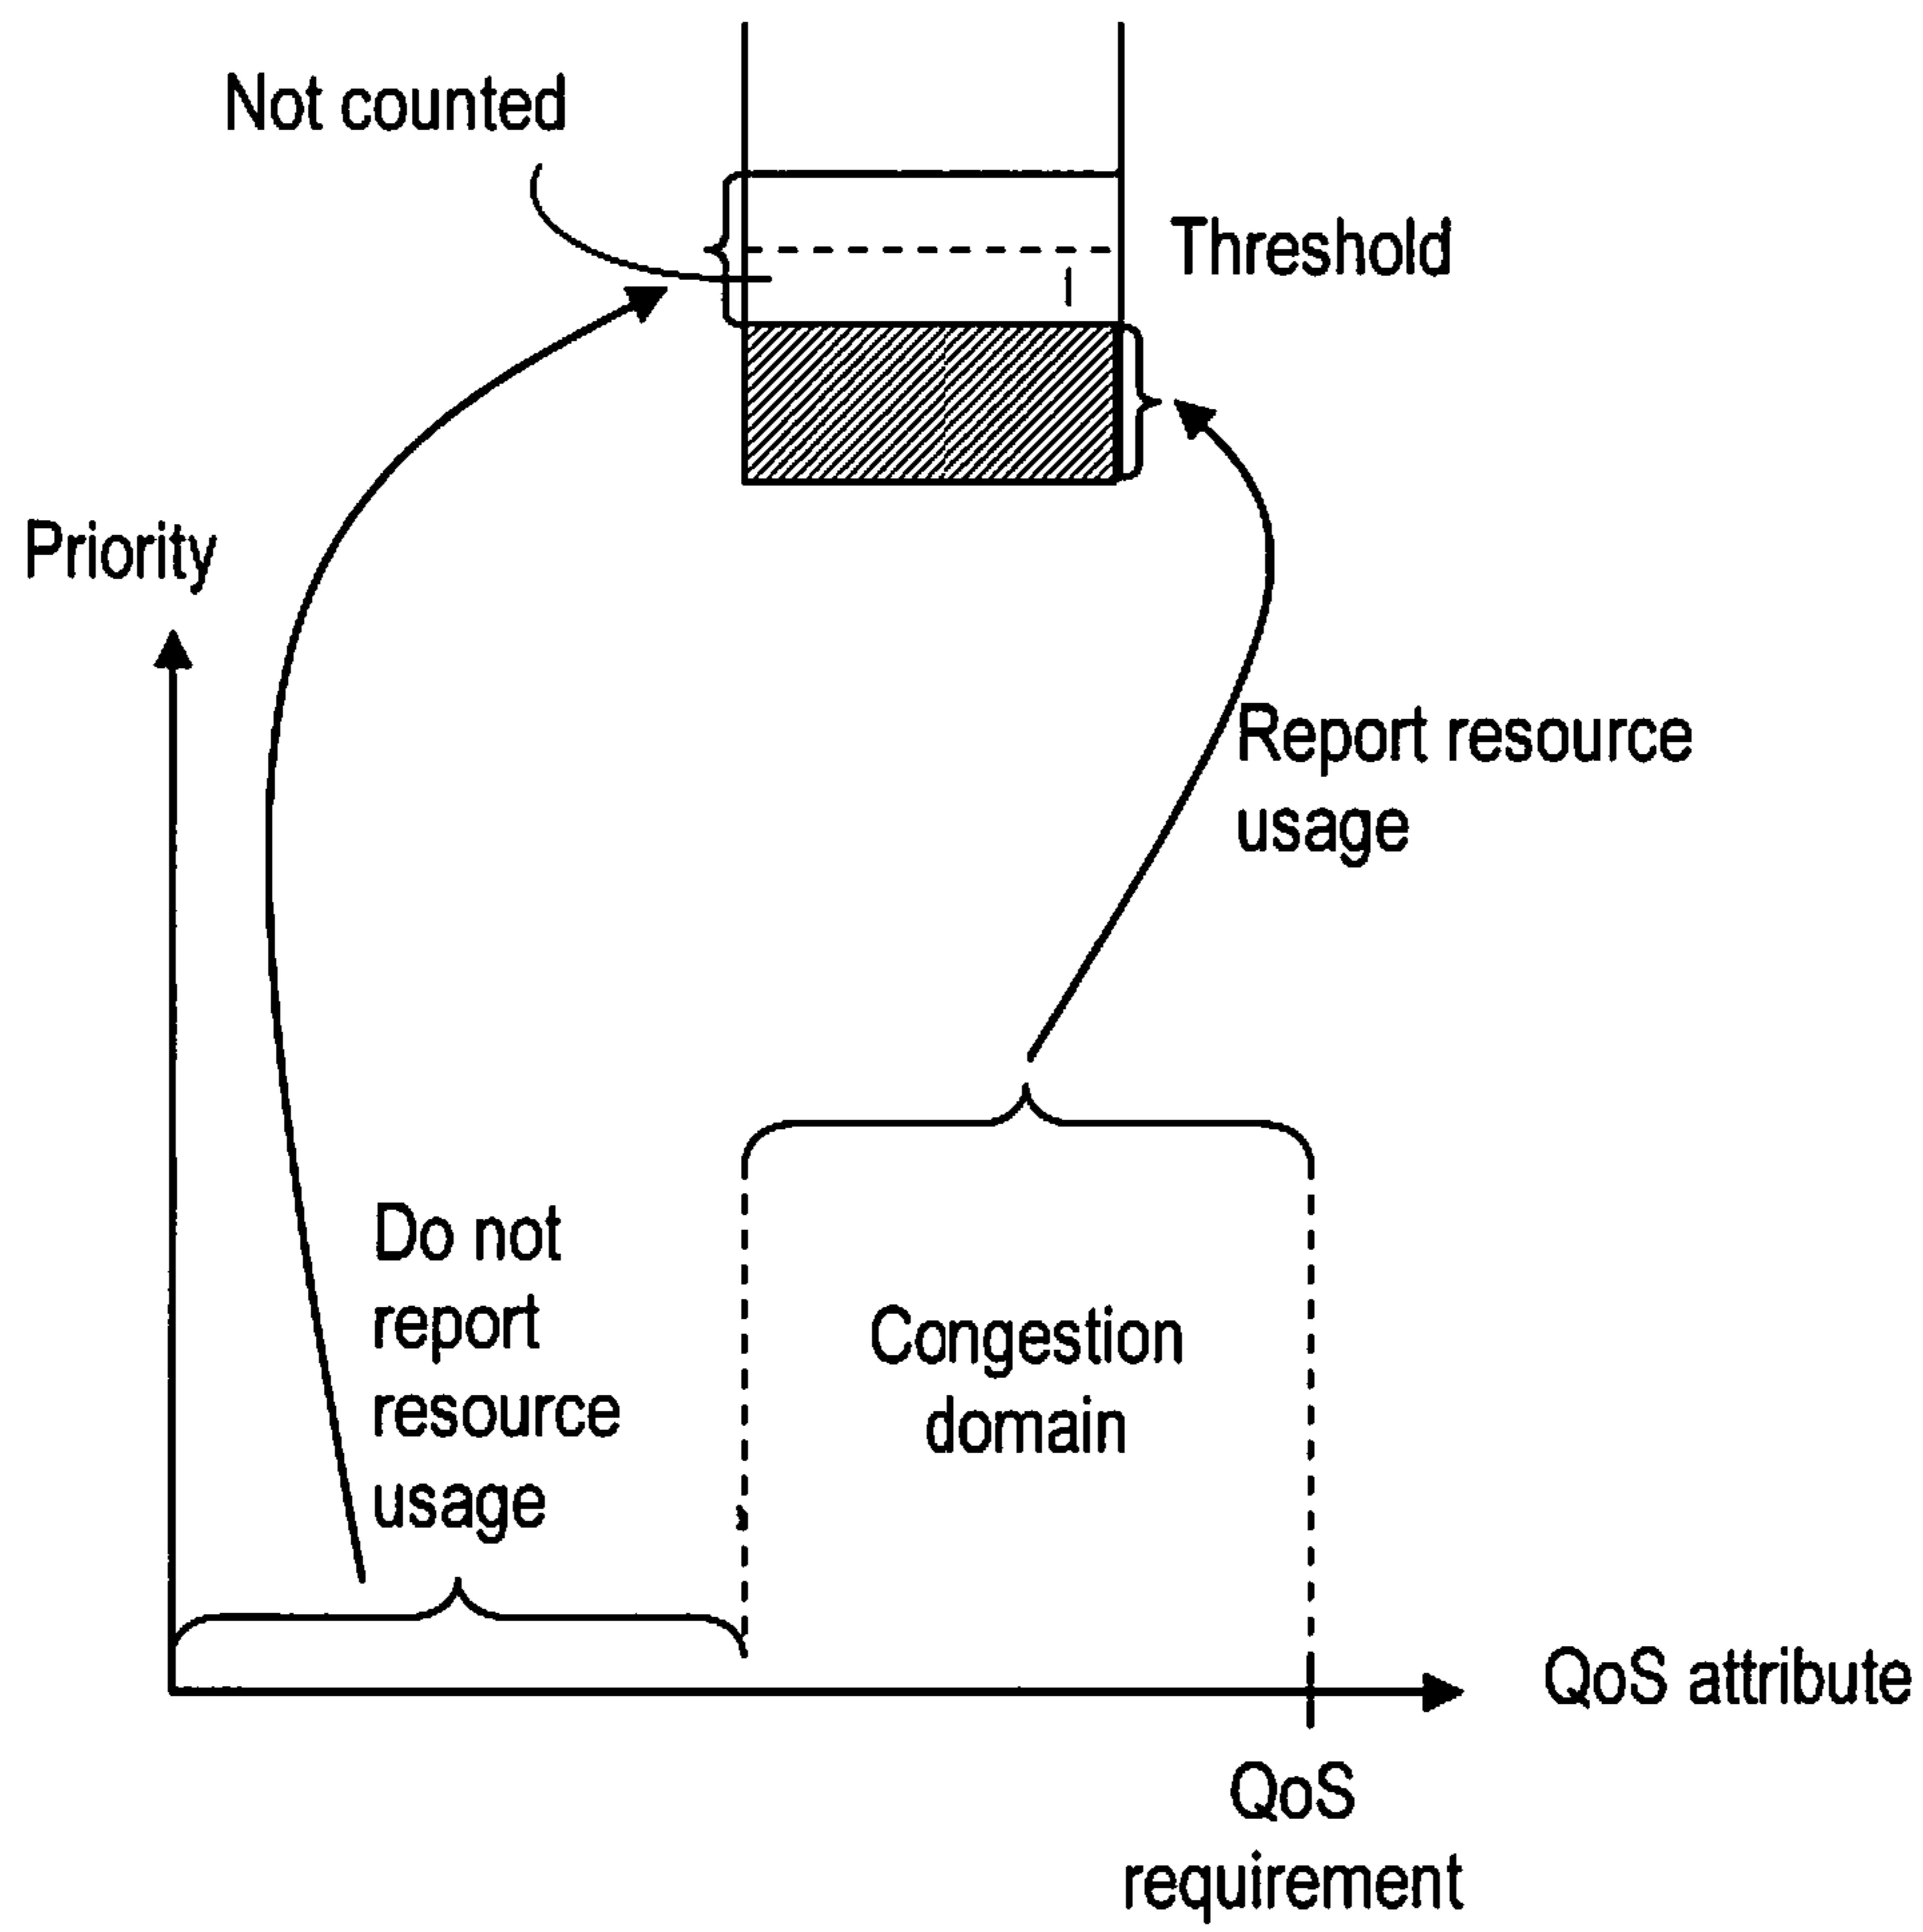 Not counted
Threshold
Priority
Report resource
usage
Do not
report
resource
usage
Congestion
domain
QoS attribute
QoS
requirement